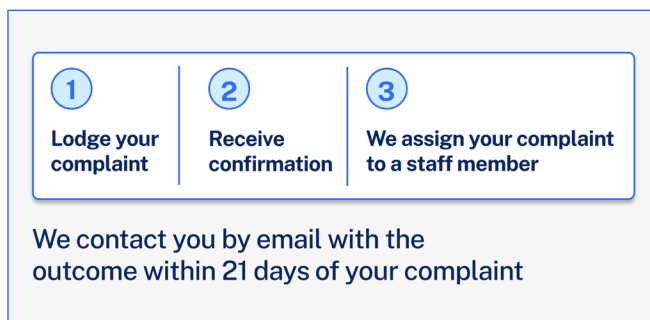 1
Lodge your
complaint
2
Receive
confirmation
3
We assign your complaint
to a staff member
We contact you by email with the
outcome within 21 days of your complaint